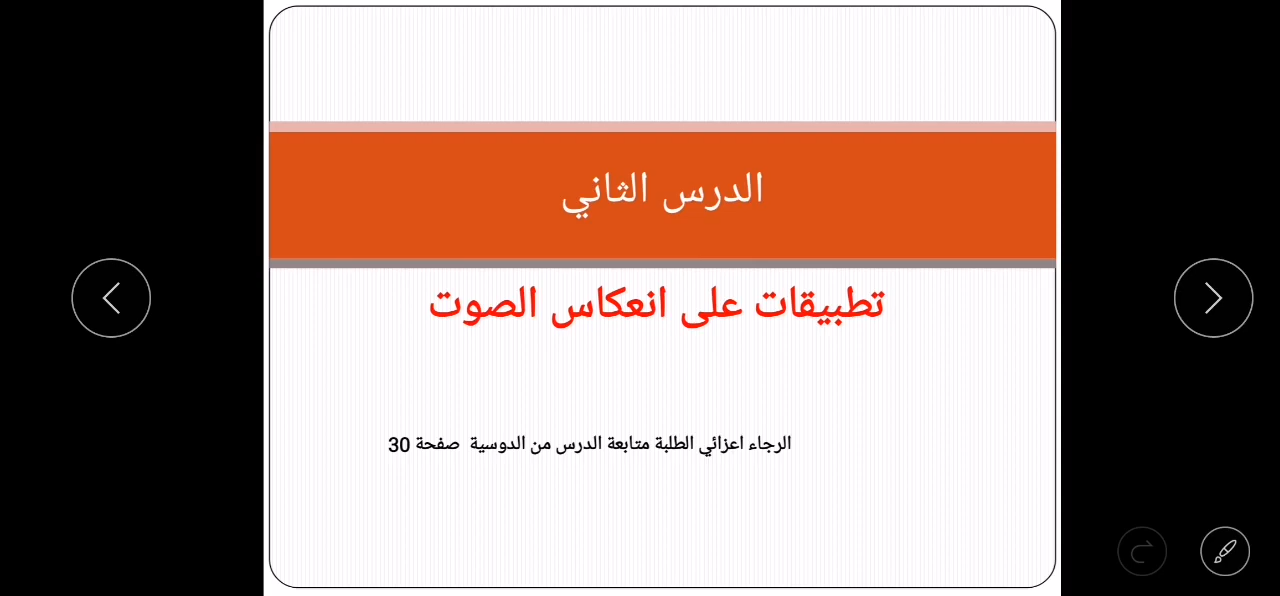 الدرس الثاني
تطبيقات على انعكاس الصوت
الرجاء اعزائي الطلبة متابعة الدرس من الدوسية صفحة 30